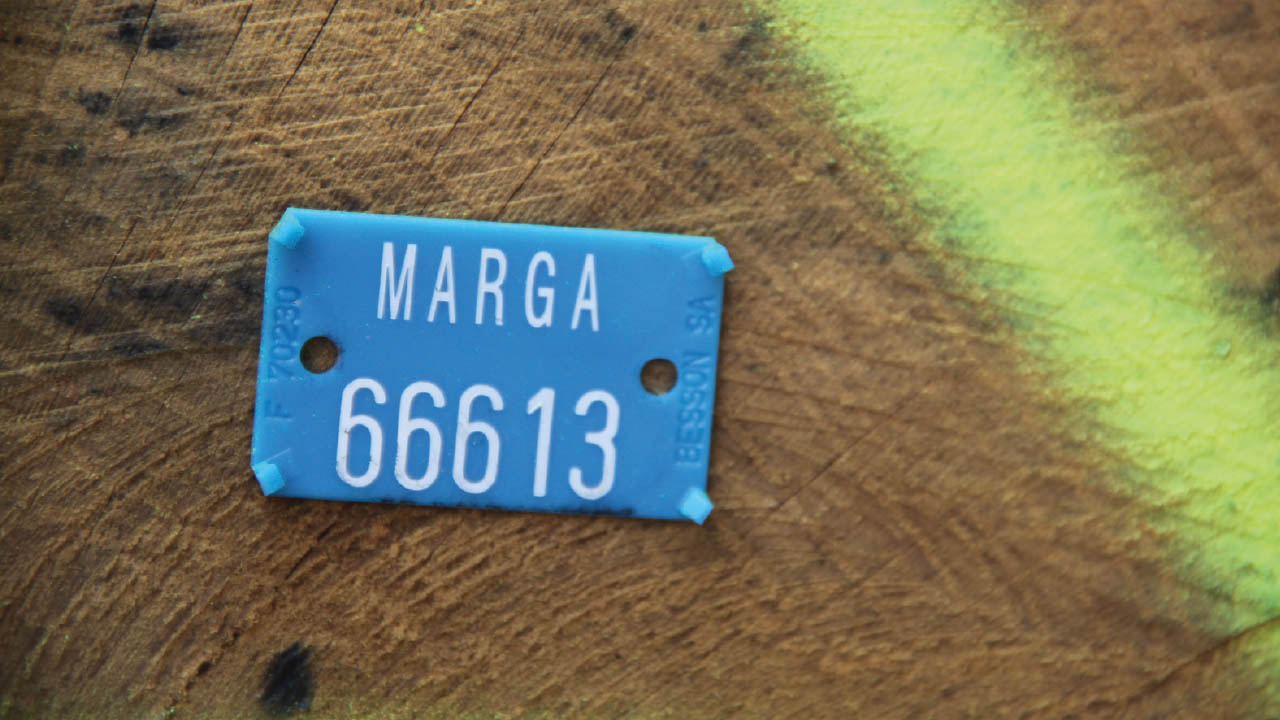 MARGA
66613
F 70230
BESSON SA